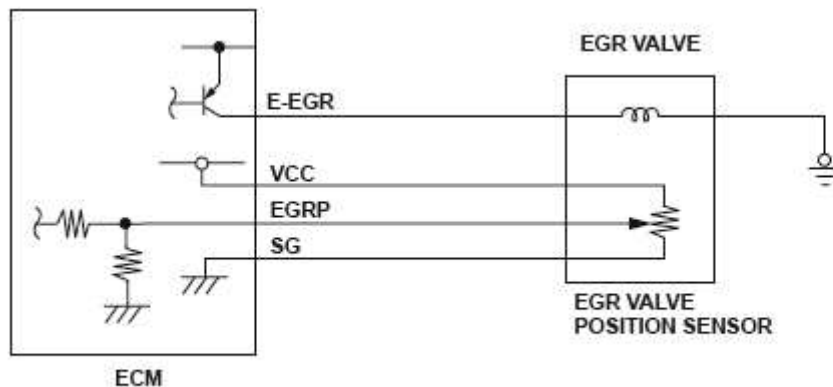 EGR VALVE
E-EGR
VCC
EGRP
SG
EGR VALVE
POSITION SENSOR
ECM